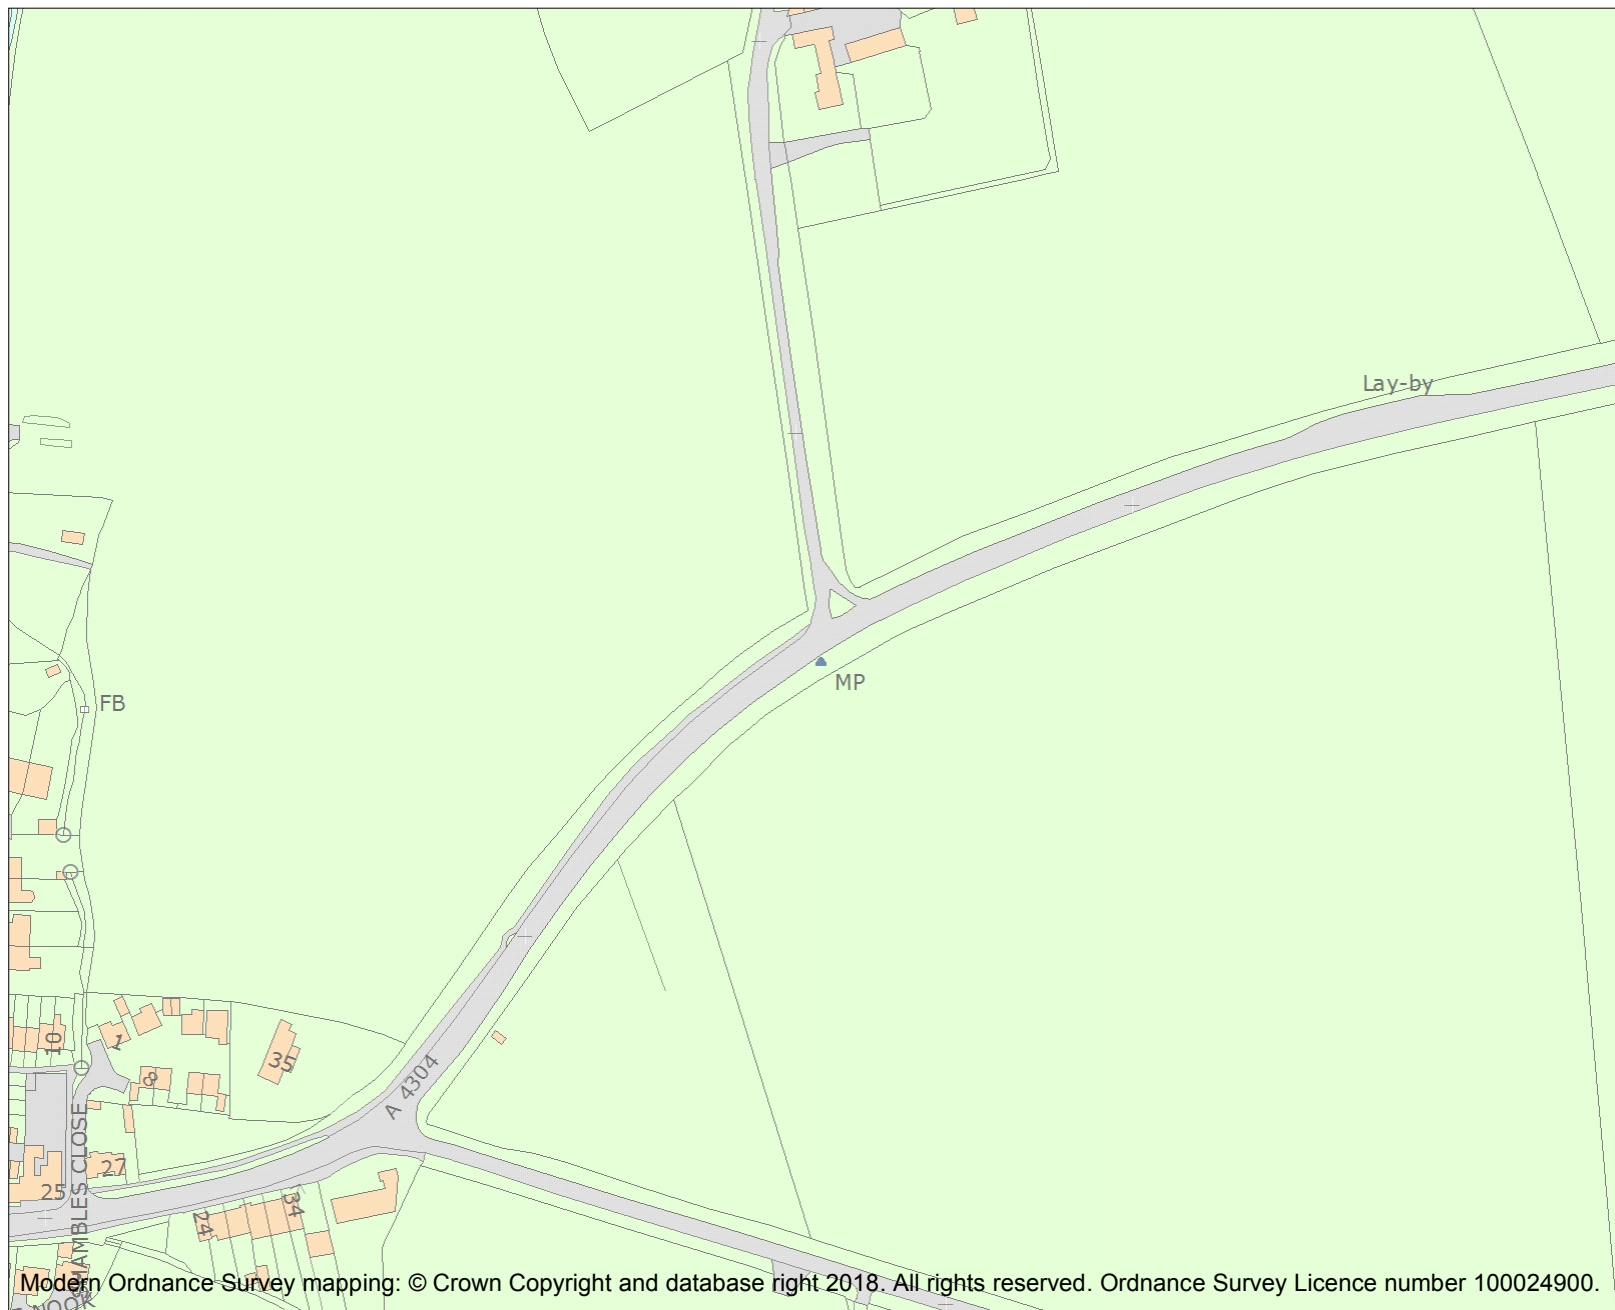 Lay-by
MP
FB
10
1
8
35
A 4304
27
25
SHAMBLES CLOSE
24
34
NOOK
Modern Ordnance Survey mapping: © Crown Copyright and database right 2018. All rights reserved. Ordnance Survey Licence number 100024900.